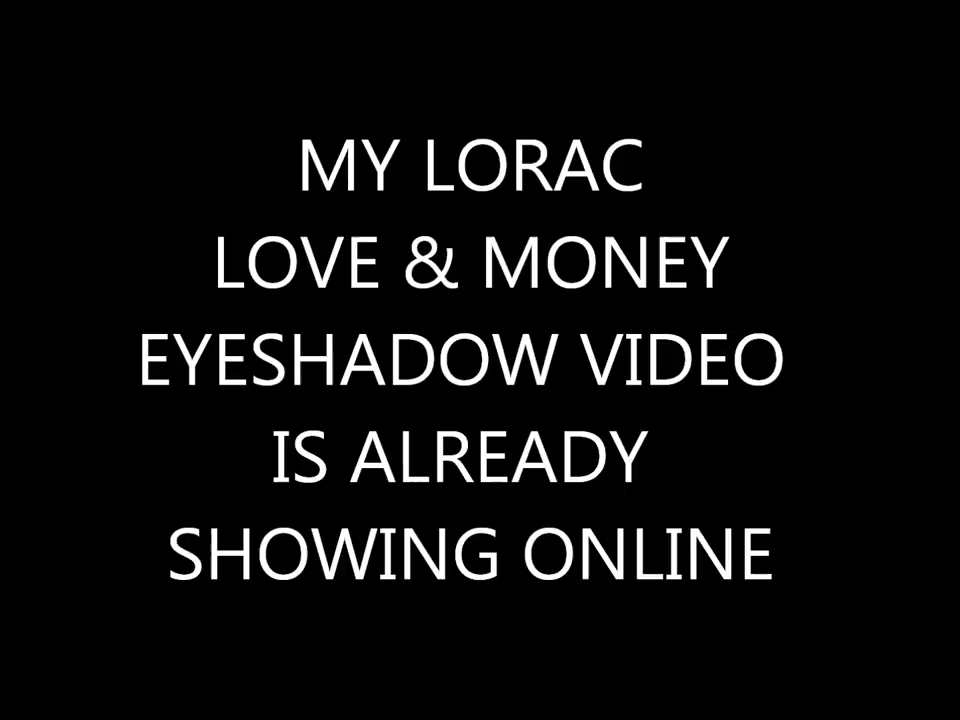 MY LORAC
LOVE & MONEY
EYESHADOW VIDEO
IS ALREADY
SHOWING ONLINE